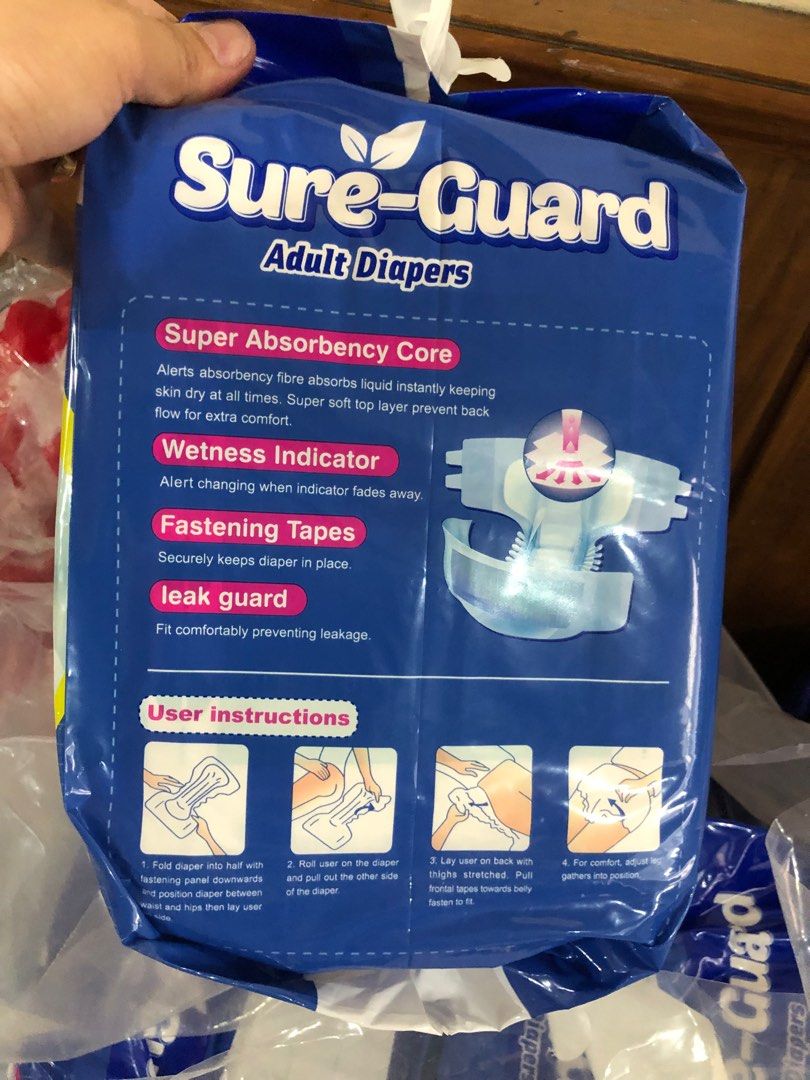 Sure-Guard
Adult Diapers
Super Absorbency Core
Alerts absorbency fibre absorbs liquid instantly keeping
skin dry at all times. Super soft top layer prevent back
flow for extra comfort.
Wetness Indicator
Alert changing when indicator fades away.
Fastening Tapes
Securely keeps diaper in place.
leak guard
Fit comfortably preventing leakage.
User instructions
1. Fold diaper into half with
fastening panel downwards
and position diaper between
waist and hips then lay user
2. Roll user on the diaper
and pull out the other side
of the diaper.
3. Lay user on back with
thighs stretched. Pull
frontal tapes towards belly
fasten to fit.
4. For comfort, adjust leg
gathers into position.
-Guad
Diapers